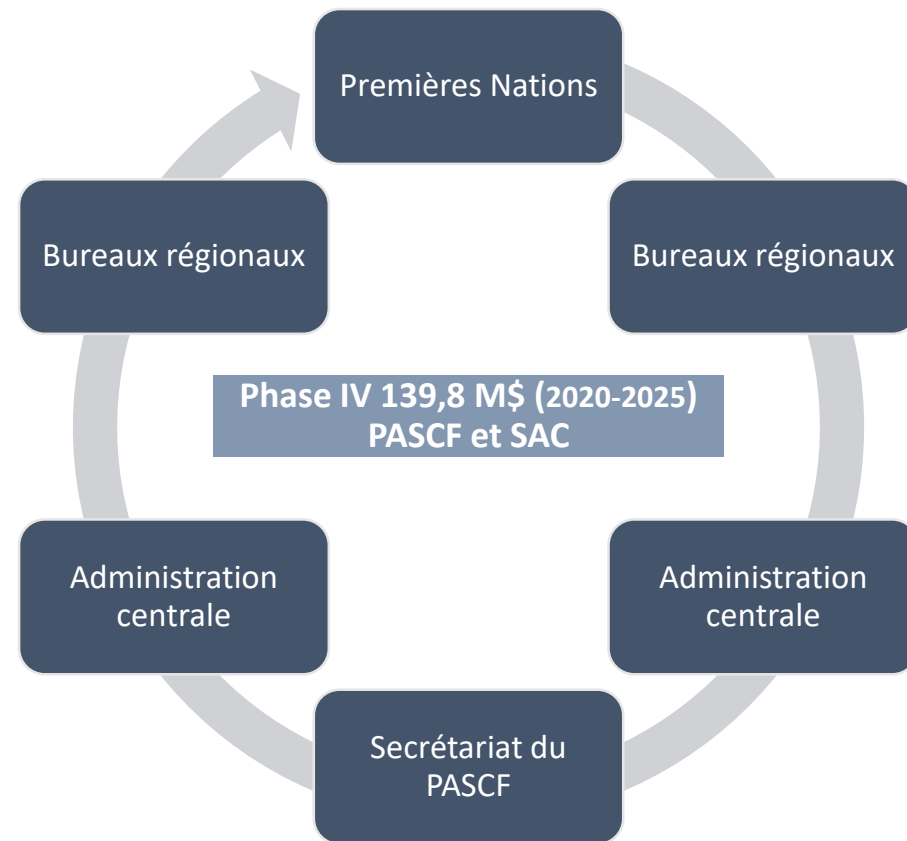 Premières Nations
Bureaux régionaux
Bureaux régionaux
Phase IV 139,8 M$ (2020-2025)
PASCF et SAC
Administration
centrale
Administration
centrale
Secrétariat du
PASCF